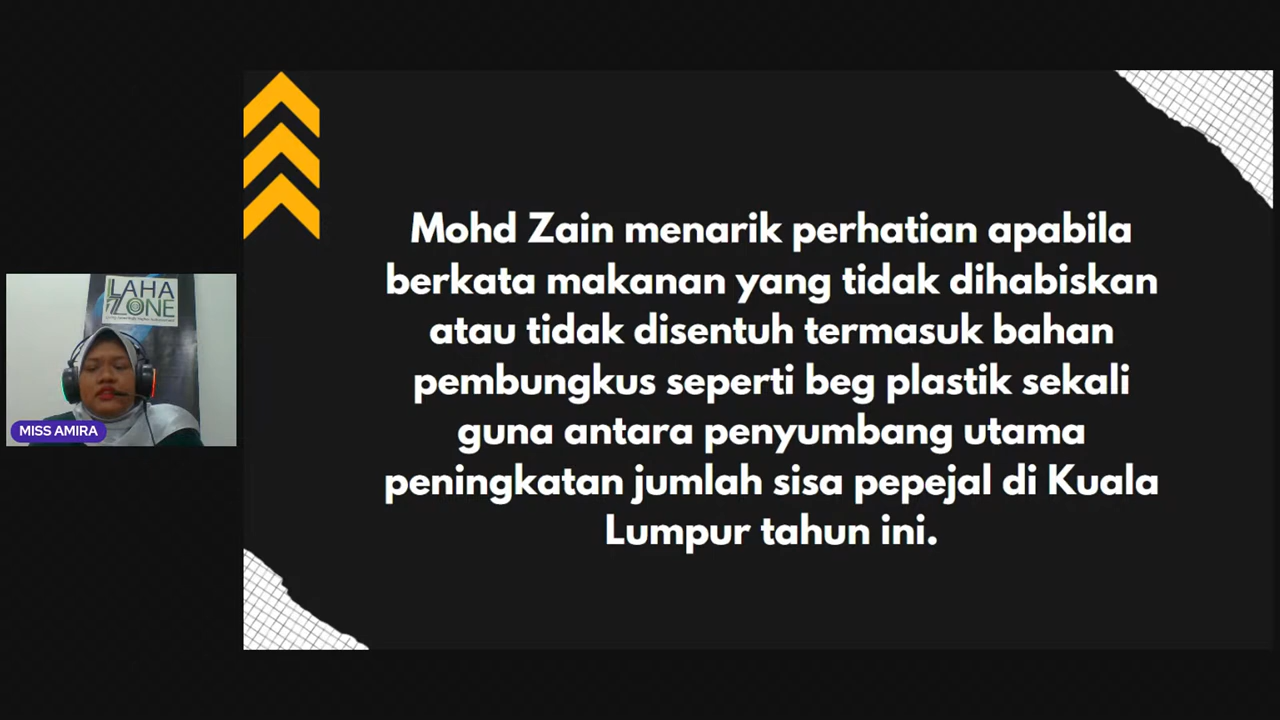 LAHA
ZONE
MISS AMIRA
Mohd Zain menarik perhatian apabila
berkata makanan yang tidak dihabiskan
atau tidak disentuh termasuk bahan
pembungkus seperti beg plastik sekali
guna antara penyumbang utama
peningkatan jumlah sisa pepejal di Kuala
Lumpur tahun ini.